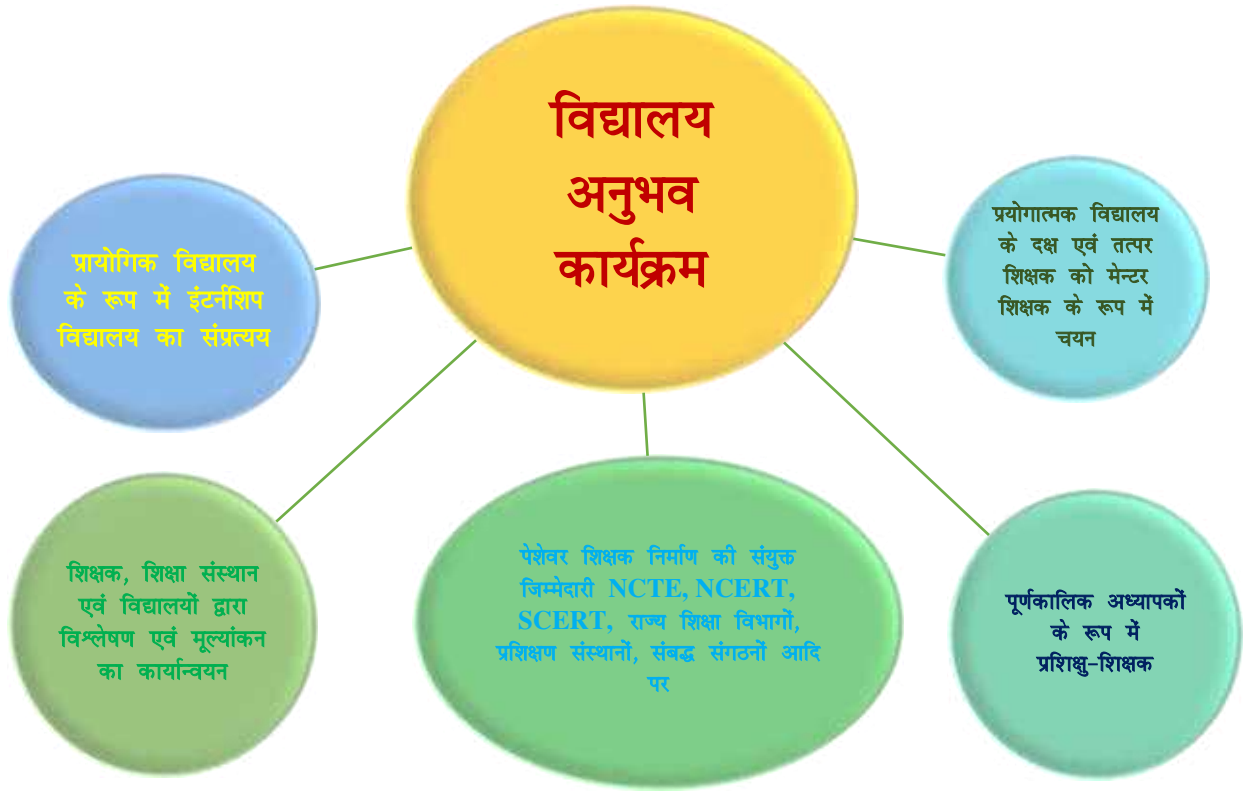 विद्यालय
अनुभव
कार्यक्रम
प्रायोगिक विद्यालय
के रूप में इंटर्नशिप
विद्यालय का संप्रत्यय
प्रयोगात्मक विद्यालय
के दक्ष एवं तत्पर
शिक्षक को मेन्टर
शिक्षक के रूप में
चयन
शिक्षक, शिक्षा संस्थान
एवं विद्यालयों द्वारा
विश्लेषण एवं मूल्यांकन
का कार्यान्वयन
पेशेवर शिक्षक निर्माण की संयुक्त
जिम्मेदारी NCTE, NCERT,
SCERT, राज्य शिक्षा विभागों,
प्रशिक्षण संस्थानों, संबद्ध संगठनों आदि
पर
पूर्णकालिक अध्यापकों
के रूप में
प्रशिक्षु-शिक्षक